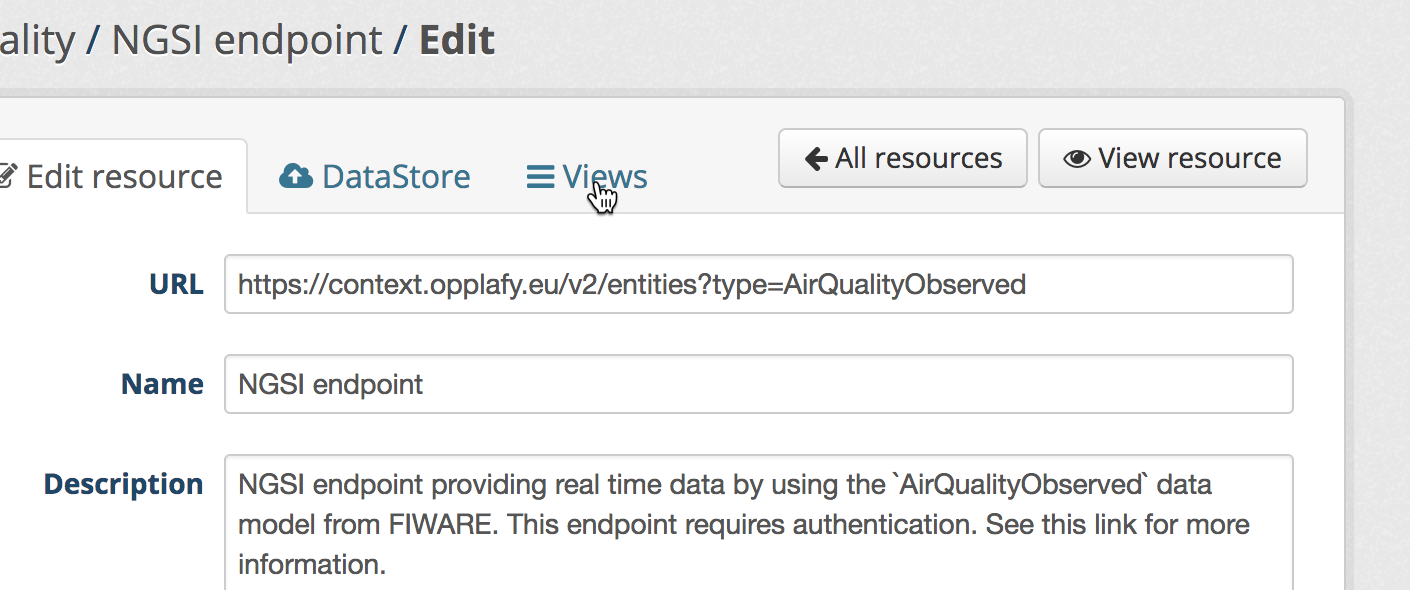 ality / NGSI endpoint / Edit
Edit resource DataStore Views All resources View resource
URL https://context.opplafy.eu/v2/entities?type=AirQualityObserved
Name NGSI endpoint
Description NGSI endpoint providing real time data by using the `AirQualityObserved` data
model from FIWARE. This endpoint requires authentication. See this link for more
information.